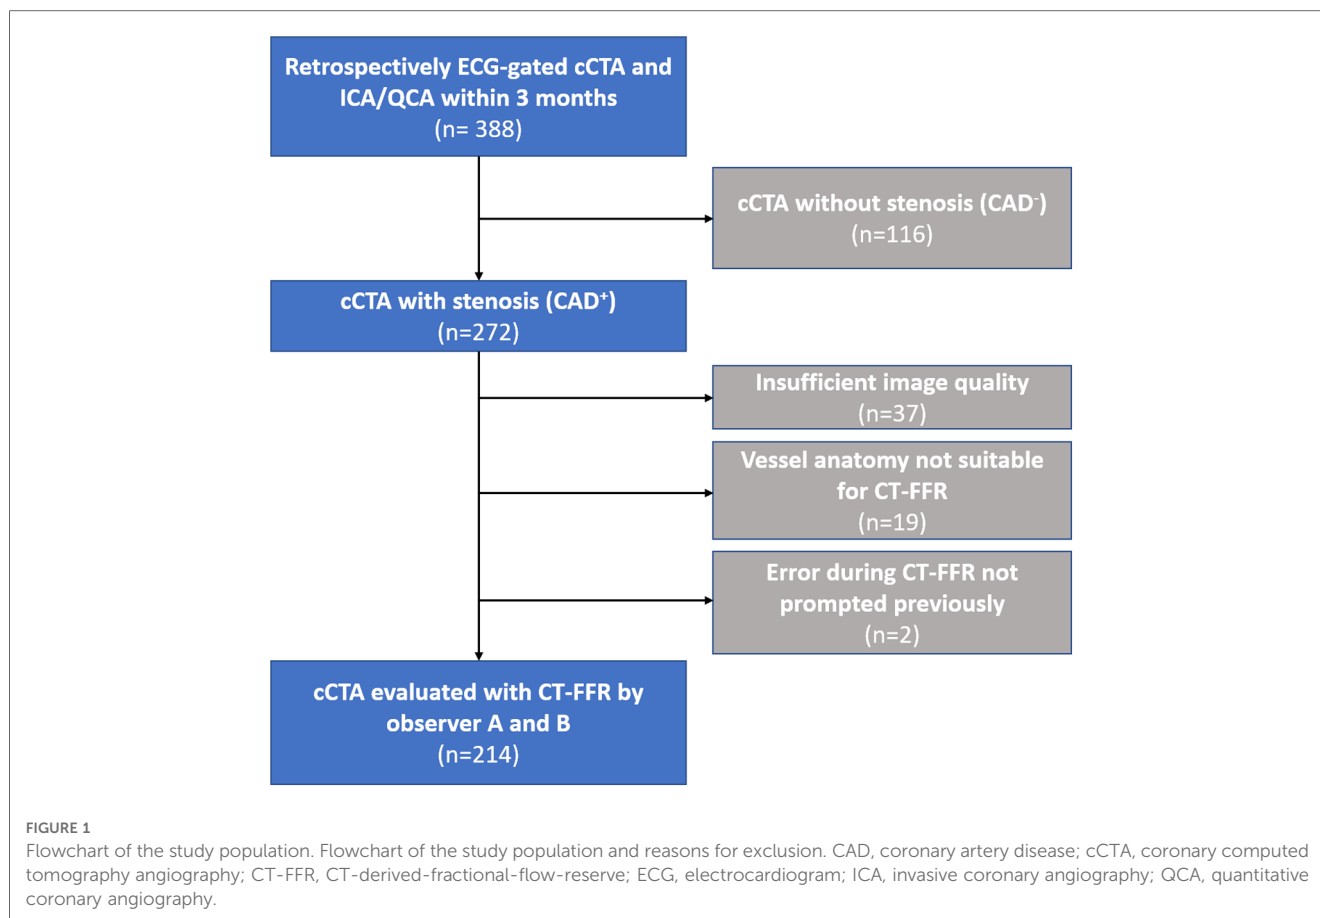 Retrospectively ECG-gated cCTA and
ICA/QCA within 3 months
(n= 388)
cCTA without stenosis (CAD⁻)
(n=116)
cCTA with stenosis (CAD⁺)
(n=272)
Insufficient image quality
(n=37)
Vessel anatomy not suitable
for CT-FFR
(n=19)
Error during CT-FFR not
prompted previously
(n=2)
cCTA evaluated with CT-FFR by
observer A and B
(n=214)
FIGURE 1
Flowchart of the study population. Flowchart of the study population and reasons for exclusion. CAD, coronary artery disease; cCTA, coronary computed
tomography angiography; CT-FFR, CT-derived-fractional-flow-reserve; ECG, electrocardiogram; ICA, invasive coronary angiography; QCA, quantitative
coronary angiography.